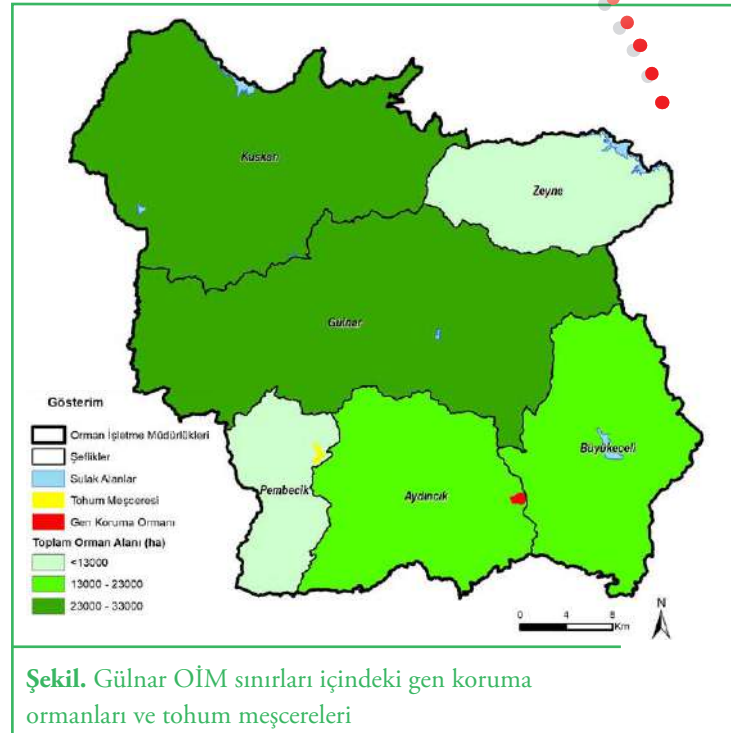 Kuskan
Zeyne
Gülnar
Gösterim
Orman İşletme Müdürlükleri
Şeflikler
Sulak Alanlar
Tohum Meşceresi
Gen Koruma Ormanı
Toplam Orman Alanı (ha)
<13000
13000 - 23000
23000 - 33000
Pembecik
Aydıncık
Büyükeceli
N
0 4 8
Km
Şekil. Gülnar OİM sınırları içindeki gen koruma
ormanları ve tohum meşcereleri